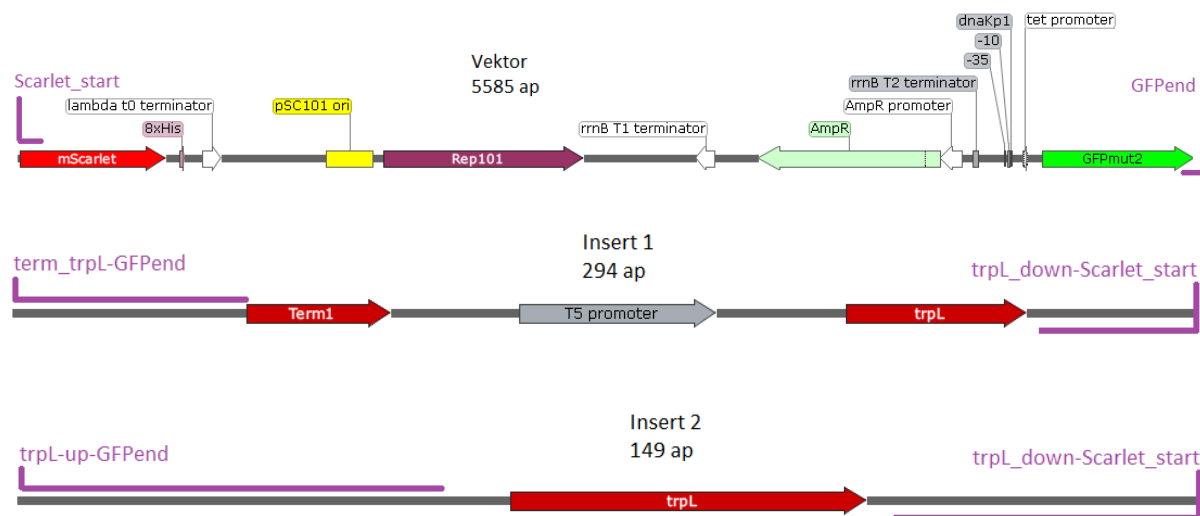 dnaKp1
tet promoter
-10
-35
Vektor
5585 ap
Scarlet_start
GFPend
rrnB T2 terminator
lambda t0 terminator
pSC101 ori
AmpR promoter
8xHis
rrnB T1 terminator
AmpR
mScarlet
Rep101
GFPmut2
Insert 1
294 ap
term_trpL-GFPend
trpL_down-Scarlet_start
Term1
T5 promoter
trpL
Insert 2
149 ap
trpL-up-GFPend
trpL_down-Scarlet_start
trpL